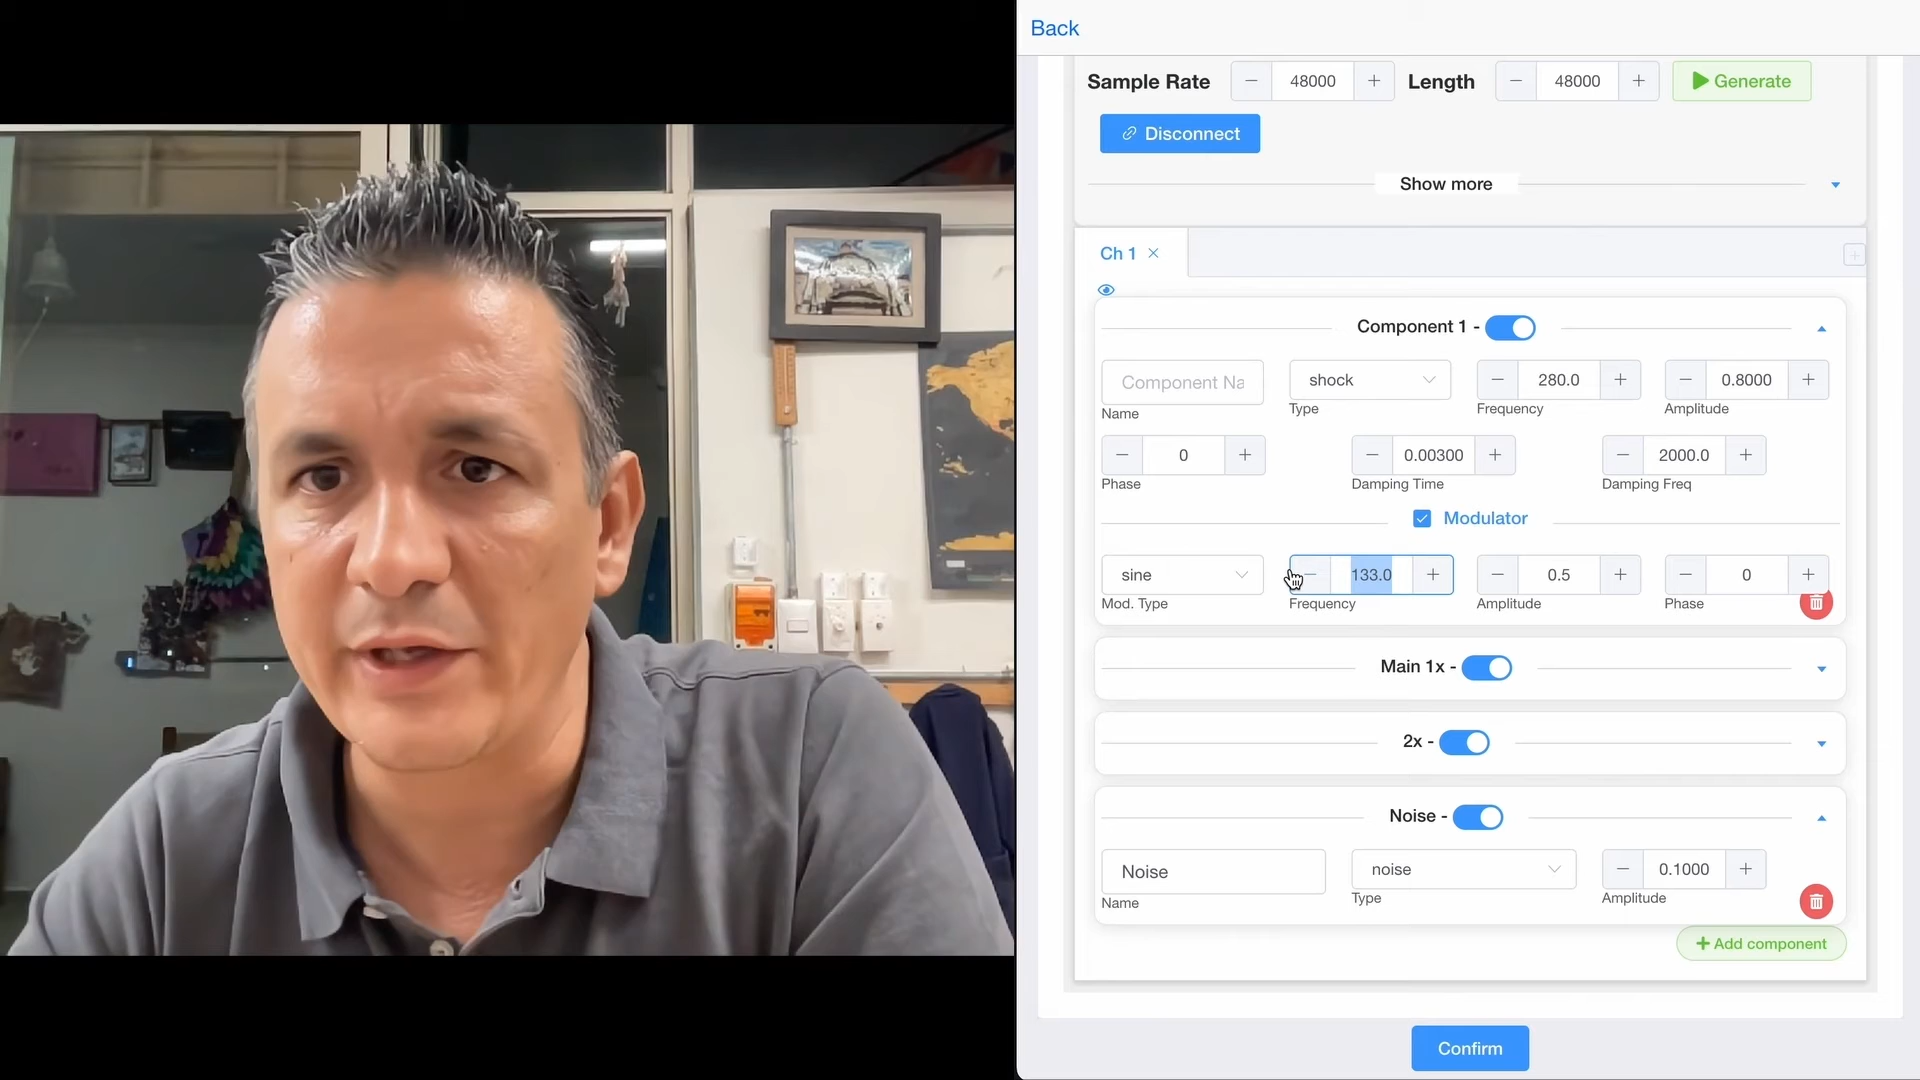 Back
Sample Rate 48000 Length 48000 Generate
Disconnect
Show more
Ch 1
Component 1 -
Component Na shock 280.0 0.8000
Name Type Frequency Amplitude
0 0.00300 2000.0
Phase Damping Time Damping Freq
Modulator
sine 133.0 0.5 0
Mod. Type Frequency Amplitude Phase
Main 1x -
2x -
Noise -
Noise noise 0.1000
Name Type Amplitude
+ Add component
Confirm